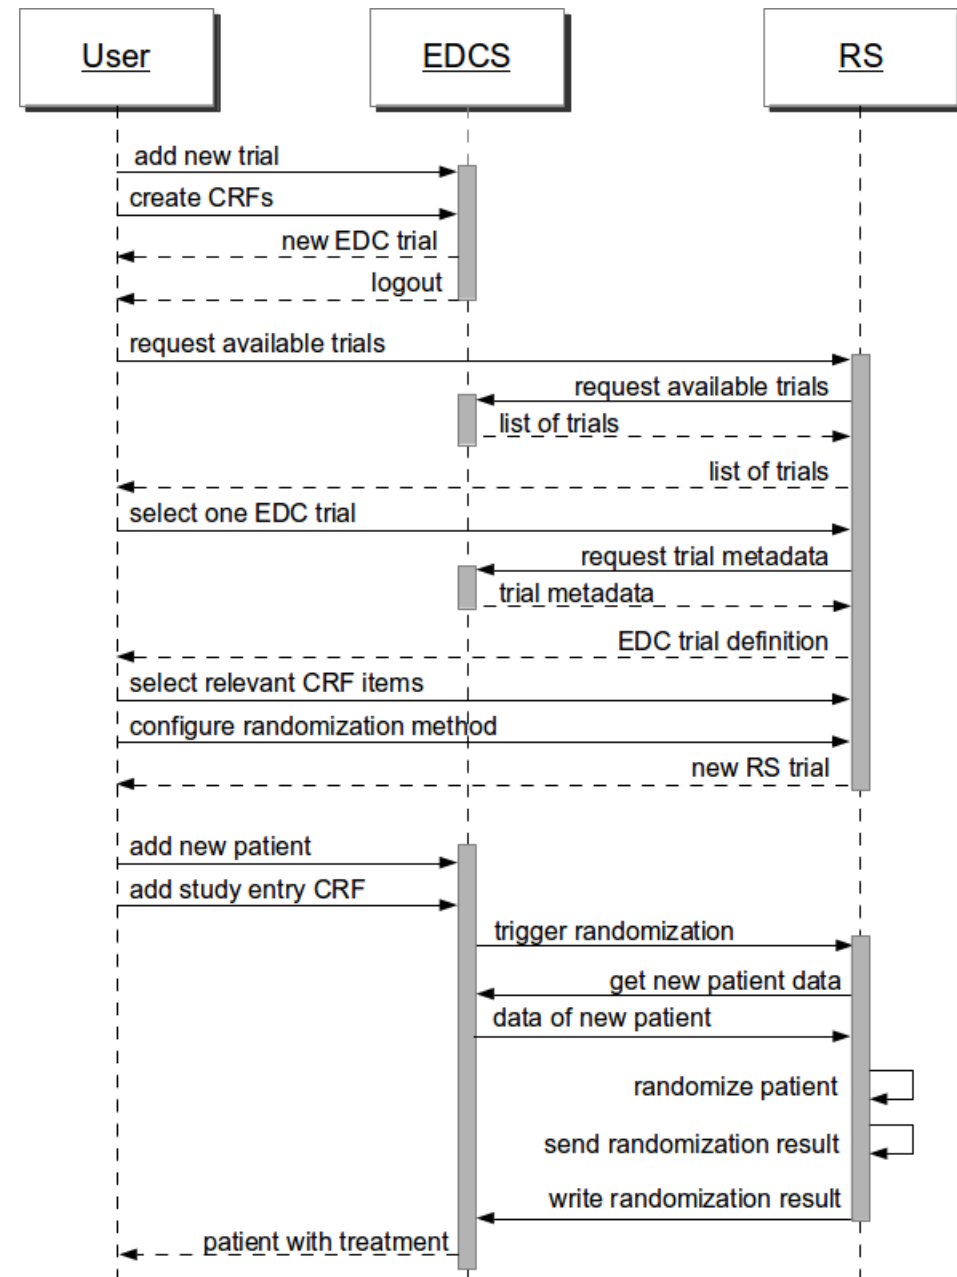 User
EDCS
RS
add new trial
create CRFs
new EDC trial
logout
request available trials
request available trials
list of trials
list of trials
select one EDC trial
request trial metadata
trial metadata
EDC trial definition
select relevant CRF items
configure randomization method
new RS trial
add new patient
add study entry CRF
trigger randomization
get new patient data
data of new patient
randomize patient
send randomization result
write randomization result
patient with treatment